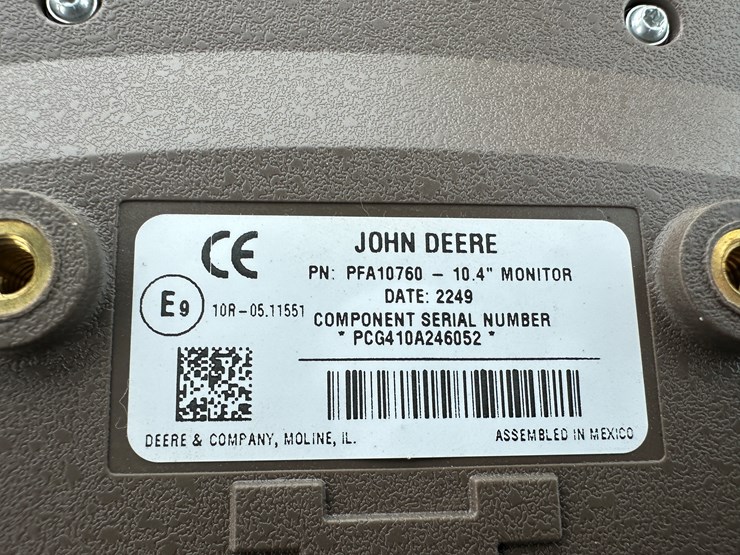 CE
JOHN DEERE
PN: PFA10760 - 10.4" MONITOR
DATE: 2249
E9
10R-05.11551
COMPONENT SERIAL NUMBER
* PCG410A246052 *
DEERE & COMPANY, MOLINE, IL.
ASSEMBLED IN MEXICO